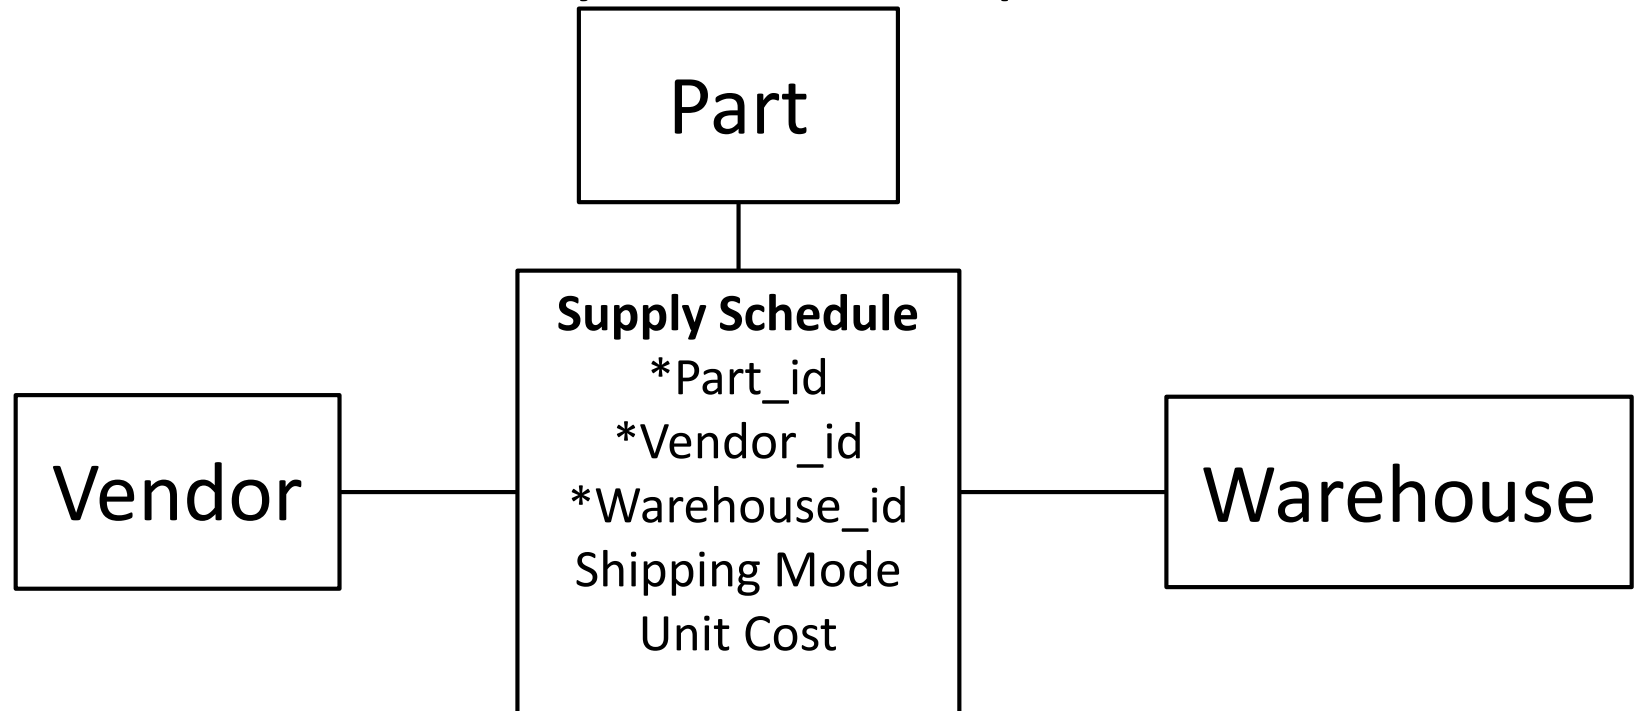 Part
Supply Schedule
*Part_id
*Vendor_id
*Warehouse_id
Shipping Mode
Unit Cost
Vendor
Warehouse